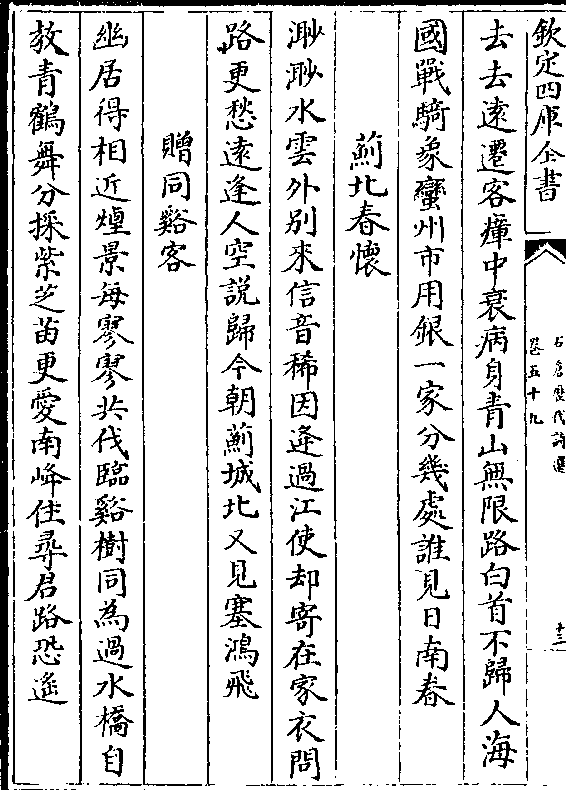 欽定四庫全書
石倉歷代詩選
卷五十九
十三
去去遠遷客瘴中衰病身青山無限路白首不歸人海
國戰騎象蠻州市用銀一家分幾處誰見日南春
薊北春懷
渺渺水雲外別來信音稀因逢過江使却寄在家衣問
路更愁遠逢人空說歸今朝薊城北又見塞鴻飛
贈同谿客
幽居得相近煙景每寥寥共伐臨谿樹同為過水橋自
教青鶴舞分採紫芝苗更愛南峰住尋君路恐遙